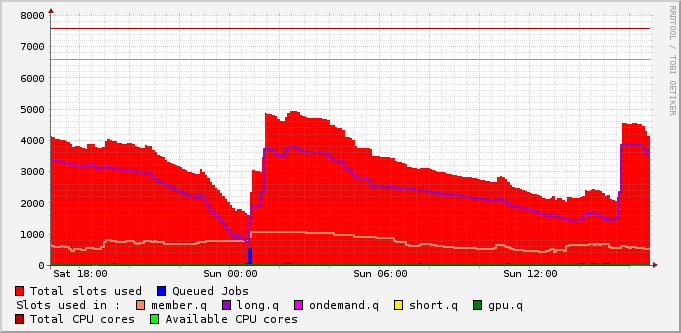 8000
7000
6000
5000
4000
3000
2000
1000
0
Sat 18:00 Sun 00:00 Sun 06:00 Sun 12:00
RRDTOOL / TOBI OETIKER
Total slots used Queued Jobs
Slots used in : member.q long.q ondemand.q short.q gpu.q
Total CPU cores Available CPU cores